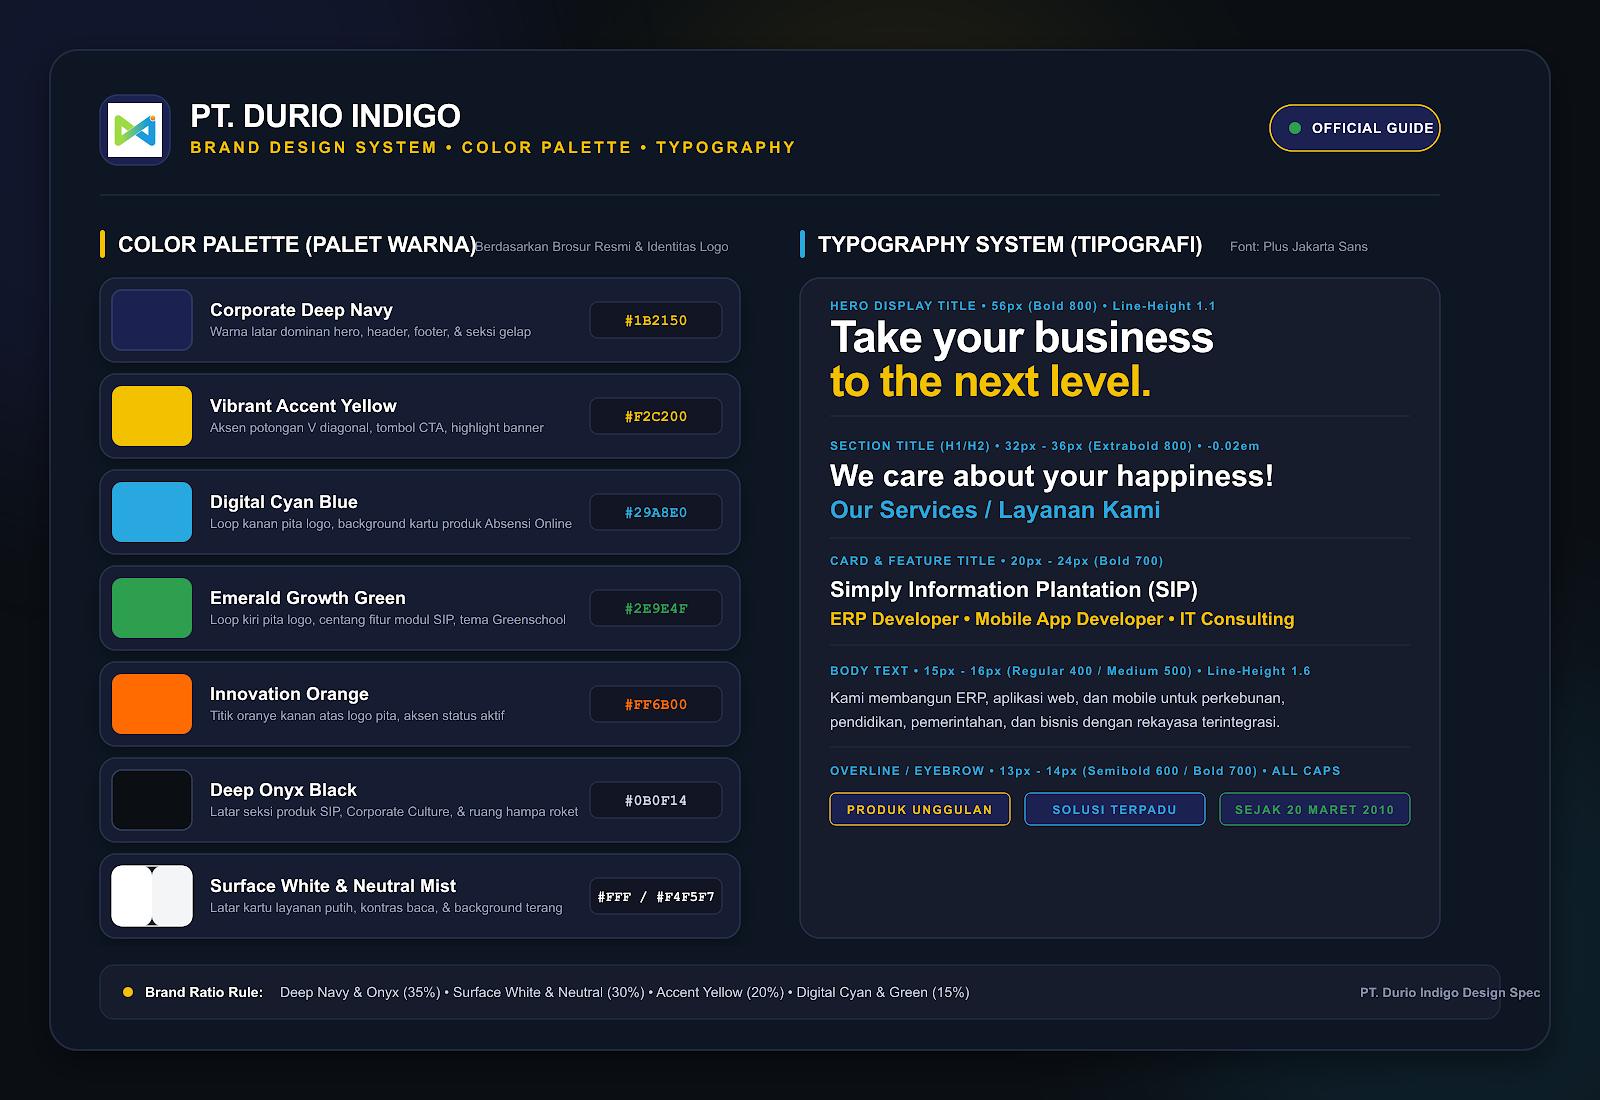 PT. DURIO INDIGO
BRAND DESIGN SYSTEM • COLOR PALETTE • TYPOGRAPHY
OFFICIAL GUIDE
COLOR PALETTE (PALET WARNA)
Berdasarkan Brosur Resmi & Identitas Logo
Corporate Deep Navy
Warna latar dominan hero, header, footer, & seksi gelap
#1B2150
Vibrant Accent Yellow
Aksen potongan V diagonal, tombol CTA, highlight banner
#F2C200
Digital Cyan Blue
Loop kanan pita logo, background kartu produk Absensi Online
#29A8E0
Emerald Growth Green
Loop kiri pita logo, centang fitur modul SIP, tema Greenschool
#2E9E4F
Innovation Orange
Titik oranye kanan atas logo pita, aksen status aktif
#FF6B00
Deep Onyx Black
Latar seksi produk SIP, Corporate Culture, & ruang hampa roket
#0B0F14
Surface White & Neutral Mist
Latar kartu layanan putih, kontras baca, & background terang
#FFF / #F4F5F7
TYPOGRAPHY SYSTEM (TIPOGRAFI)
Font: Plus Jakarta Sans
HERO DISPLAY TITLE • 56px (Bold 800) • Line-Height 1.1
Take your business
to the next level.
SECTION TITLE (H1/H2) • 32px - 36px (Extrabold 800) • -0.02em
We care about your happiness!
Our Services / Layanan Kami
CARD & FEATURE TITLE • 20px - 24px (Bold 700)
Simply Information Plantation (SIP)
ERP Developer • Mobile App Developer • IT Consulting
BODY TEXT • 15px - 16px (Regular 400 / Medium 500) • Line-Height 1.6
Kami membangun ERP, aplikasi web, dan mobile untuk perkebunan,
pendidikan, pemerintahan, dan bisnis dengan rekayasa terintegrasi.
OVERLINE / EYEBROW • 13px - 14px (Semibold 600 / Bold 700) • ALL CAPS
PRODUK UNGGULAN
SOLUSI TERPADU
SEJAK 20 MARET 2010
Brand Ratio Rule: Deep Navy & Onyx (35%) • Surface White & Neutral (30%) • Accent Yellow (20%) • Digital Cyan & Green (15%)
PT. Durio Indigo Design Spec